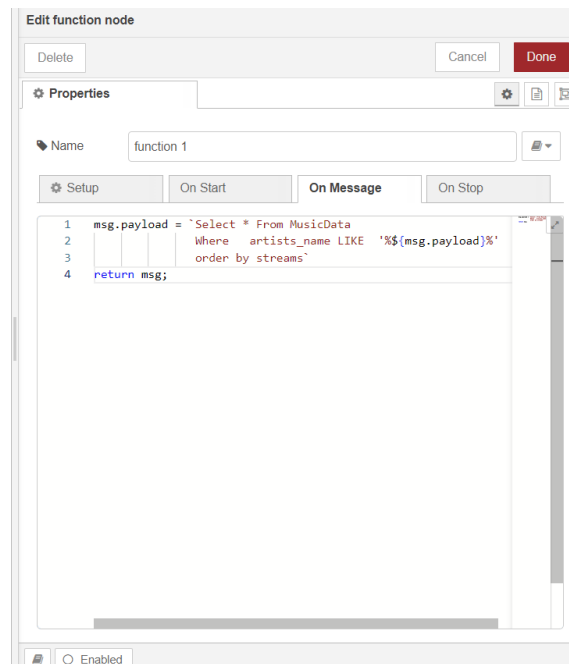 Edit function node
Delete
Cancel
Done
Properties
Name
function 1
Setup
On Start
On Message
On Stop
1 msg.payload = `Select * From MusicData
2 Where artists_name LIKE '%${msg.payload}%'
3 order by streams`
4 return msg;
Enabled